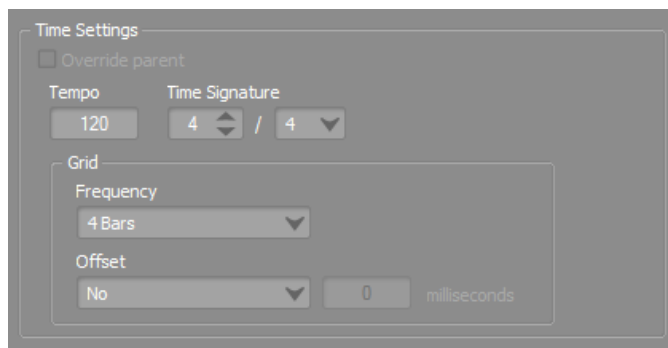 Time Settings
Override parent
Tempo Time Signature
120 4 / 4
Grid
Frequency
4 Bars
Offset
No 0 milliseconds